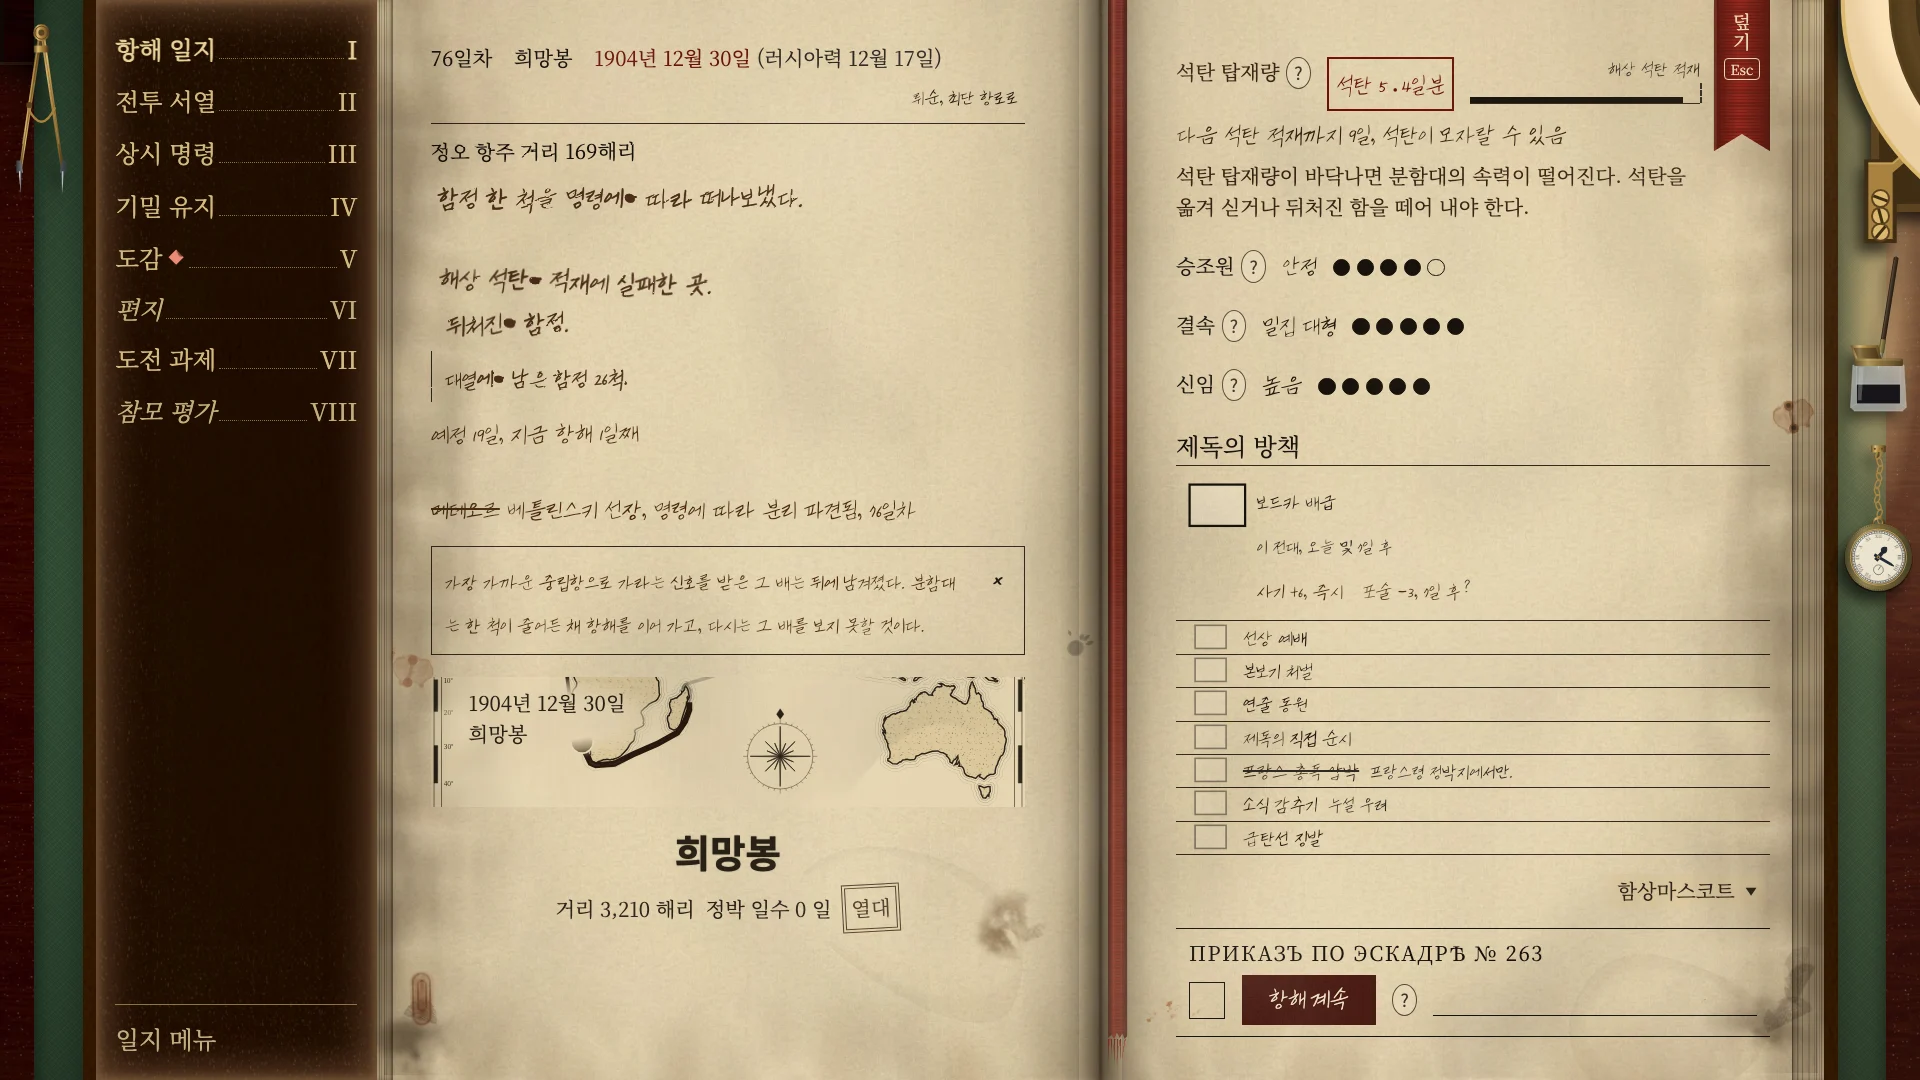 항해 일지 I
전투 서열 II
상시 명령 III
기밀 유지 IV
도감 V
편지 VI
도전 과제 VII
참모 평가 VIII
일지 메뉴
76일차 희망봉 1904년 12월 30일 (러시아력 12월 17일)
뤼순, 최단 항로로
정오 항주 거리 169해리
함정 한 척을 명령에 따라 떠나보냈다.
해상 석탄 적재에 실패한 곳.
뒤처진 함정.
대열에 남은 함정 26척.
예정 19일, 지금 항해 1일째
메테오르 베틀린스키 선장, 명령에 따라 분리 파견됨, 76일차
가장 가까운 중립항으로 가라는 신호를 받은 그 배는 뒤에 남겨졌다. 분함대 ×
는 한 척이 줄어든 채 항해를 이어 가고, 다시는 그 배를 보지 못할 것이다.
10°
20°
30°
40°
1904년 12월 30일
희망봉
희망봉
거리 3,210 해리 정박 일수 0 일 열대
덮기
Esc
석탄 탑재량 ? 석탄 5.4일분 해상 석탄 적재
다음 석탄 적재까지 9일, 석탄이 모자랄 수 있음
석탄 탑재량이 바닥나면 분함대의 속력이 떨어진다. 석탄을
옮겨 싣거나 뒤처진 함을 떼어 내야 한다.
승조원 ? 안정
결속 ? 밀집 대형
신임 ? 높음
제독의 방책
보드카 배급
이 전대, 오늘 및 1일 후
사기 +6, 즉시 포술 −3, 1일 후?
선상 예배
본보기 처벌
연줄 동원
제독의 직접 순시
프랑스 총독 압박 프랑스령 정박지에서만.
소식 감추기 누설 우려
급탄선 징발
함상마스코트 ▼
ПРИКАЗЪ ПО ЭСКАДРѢ № 263
항해 계속 ?